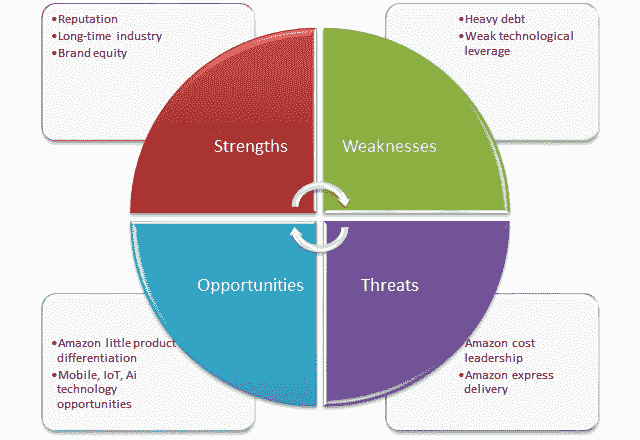 •Reputation
•Long-time industry
•Brand equity
•Heavy debt
•Weak technological
leverage
Strengths
Weaknesses
Opportunities
Threats
•Amazon little product
differentiation
•Mobile, IoT, Ai
technology
opportunities
Amazon cost
leadership
•Amazon express
delivery